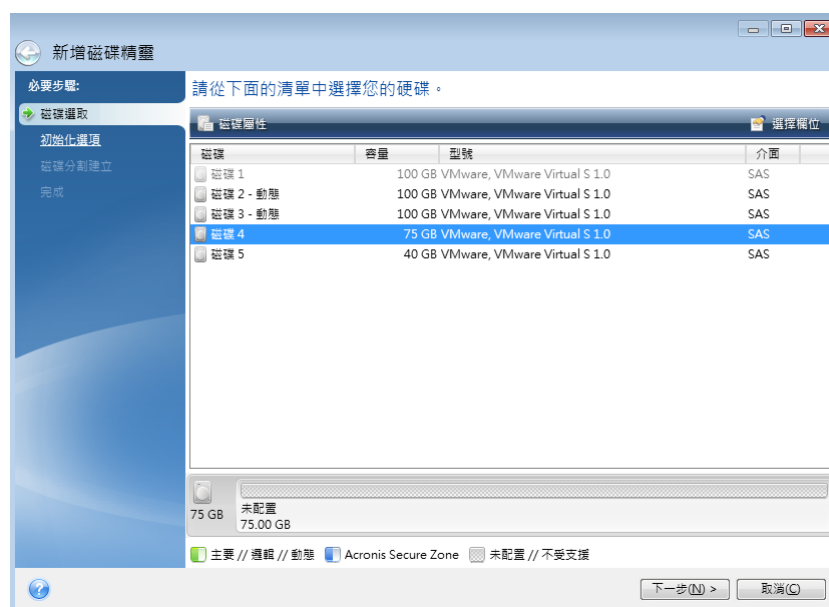 新增磁碟精靈
必要步驟:
磁碟選取
初始化選項
磁碟分割建立
完成
請從下面的清單中選擇您的硬碟。
磁碟屬性 選擇欄位
磁碟 容量 型號 介面
磁碟 1 100 GB VMware, VMware Virtual S 1.0 SAS
磁碟 2 - 動態 100 GB VMware, VMware Virtual S 1.0 SAS
磁碟 3 - 動態 100 GB VMware, VMware Virtual S 1.0 SAS
磁碟 4 75 GB VMware, VMware Virtual S 1.0 SAS
磁碟 5 40 GB VMware, VMware Virtual S 1.0 SAS
75 GB
未配置
75.00 GB
主要 // 邏輯 // 動態 Acronis Secure Zone 未配置 // 不受支援
下一步(N) > 取消(C)